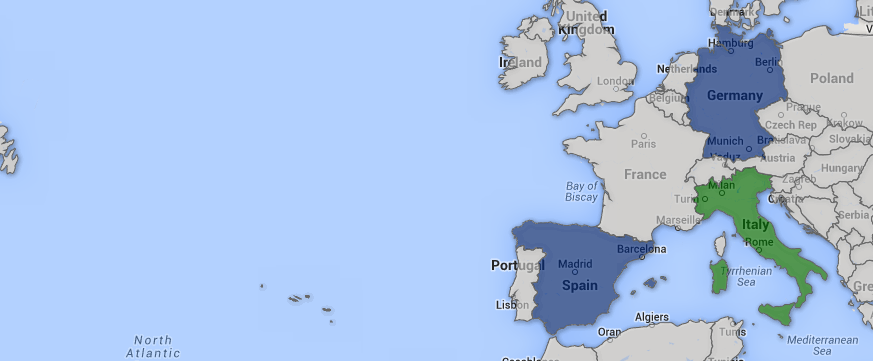 Denmark
United
Kingdom
Hamburg
Ireland
Netherlands
Berlin
Poland
London
Belgium
Germany
Prague
Krakow
Czech Rep
Paris
Munich
Bratislava
Slovakia
Vaduz
Austria
France
Hungary
Milan
Zagreb
Bay of
Biscay
Turin
Croatia
Marseille
Serbia
Italy
Rome
Barcelona
Portugal
Madrid
Tyrrhenian
Sea
Spain
Lisbon
Algiers
Oran
Tunis
North
Atlantic
Mediterranean
Sea